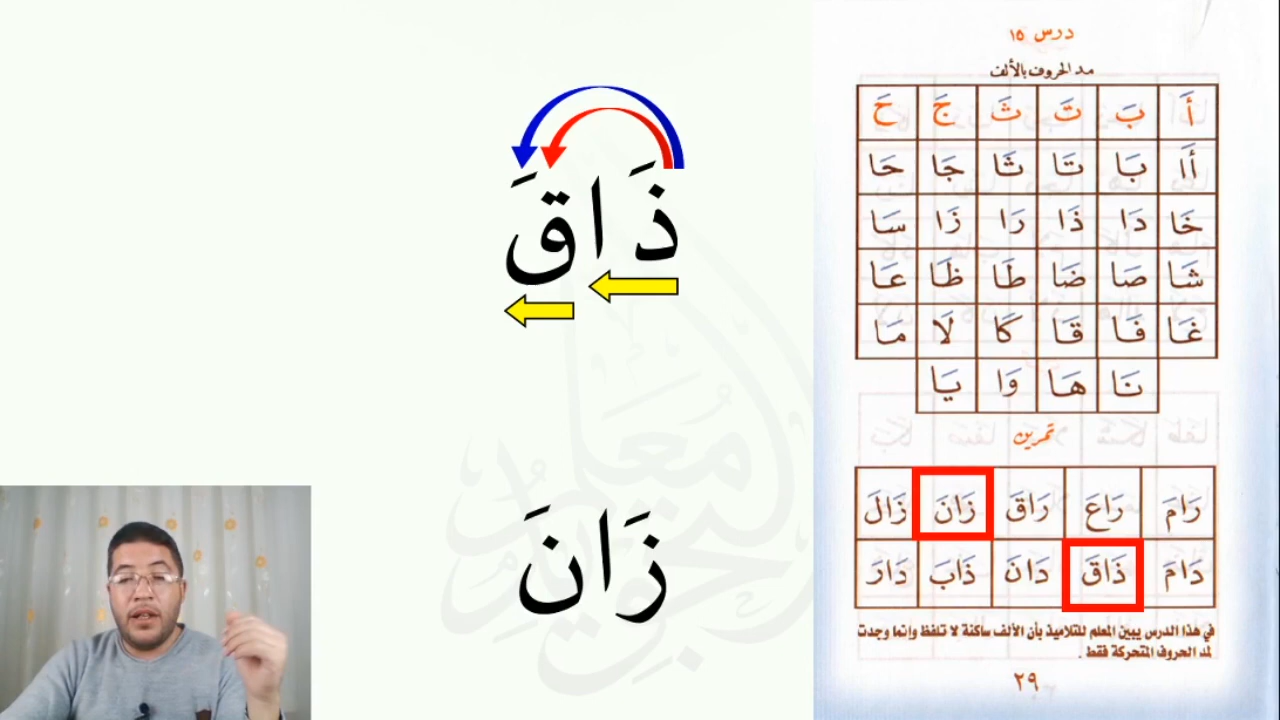 ذَاقَ
زَانَ
درس ١٥
مد الحروف بالألف
أَ بَ تَ ثَ جَ حَ
أَا بَا تَا ثَا جَا حَا
خَا دَا ذَا رَا زَا سَا
شَا صَا ضَا طَا ظَا عَا
غَا فَا قَا كَا لَا مَا
نَا هَا وَا يَا
تمرين
رَامَ رَاعَ رَاقَ زَانَ زَالَ
دَامَ ذَاقَ دَانَ ذَابَ دَارَ
في هذا الدرس يبين المعلم للتلاميذ بأن الألف ساكنة لا تلفظ وإنما وجدت
لمد الحروف المتحركة فقط .
٢٩